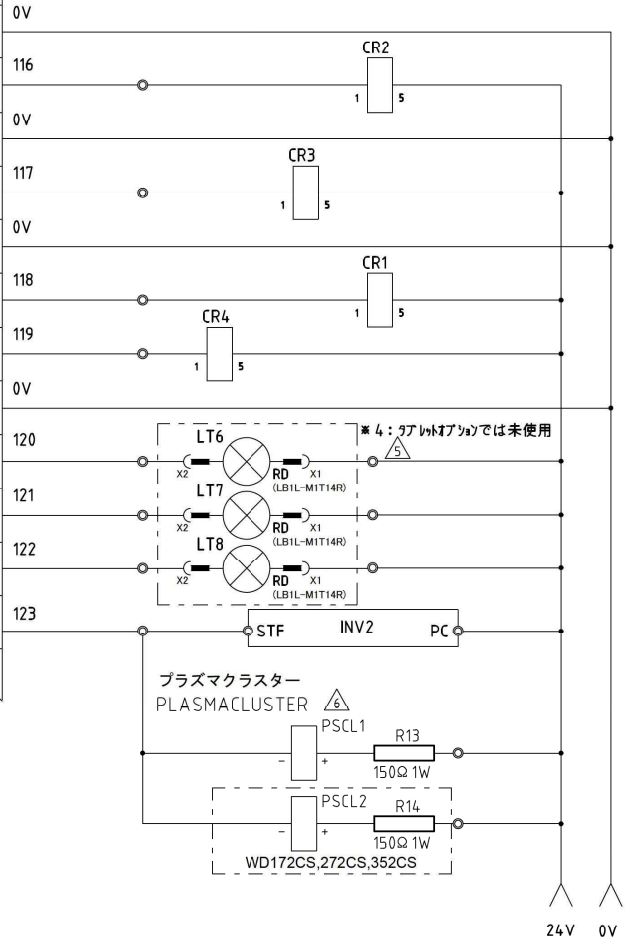 0V
CR2
116
1 5
0V
CR3
117
1 5
0V
CR1
118
1 5
CR4
119
1 5
0V
※4：タブレットオプションでは未使用
120 LT6 5
X2 RD X1
(LB1L-M1T14R)
121 LT7
X2 RD X1
(LB1L-M1T14R)
122 LT8
X2 RD X1
(LB1L-M1T14R)
123
STF INV2 PC
プラズマクラスター
PLASMACLUSTER 6
PSCL1 R13
- +
150Ω 1W
PSCL2 R14
- +
150Ω 1W
WD172CS,272CS,352CS
24V 0V